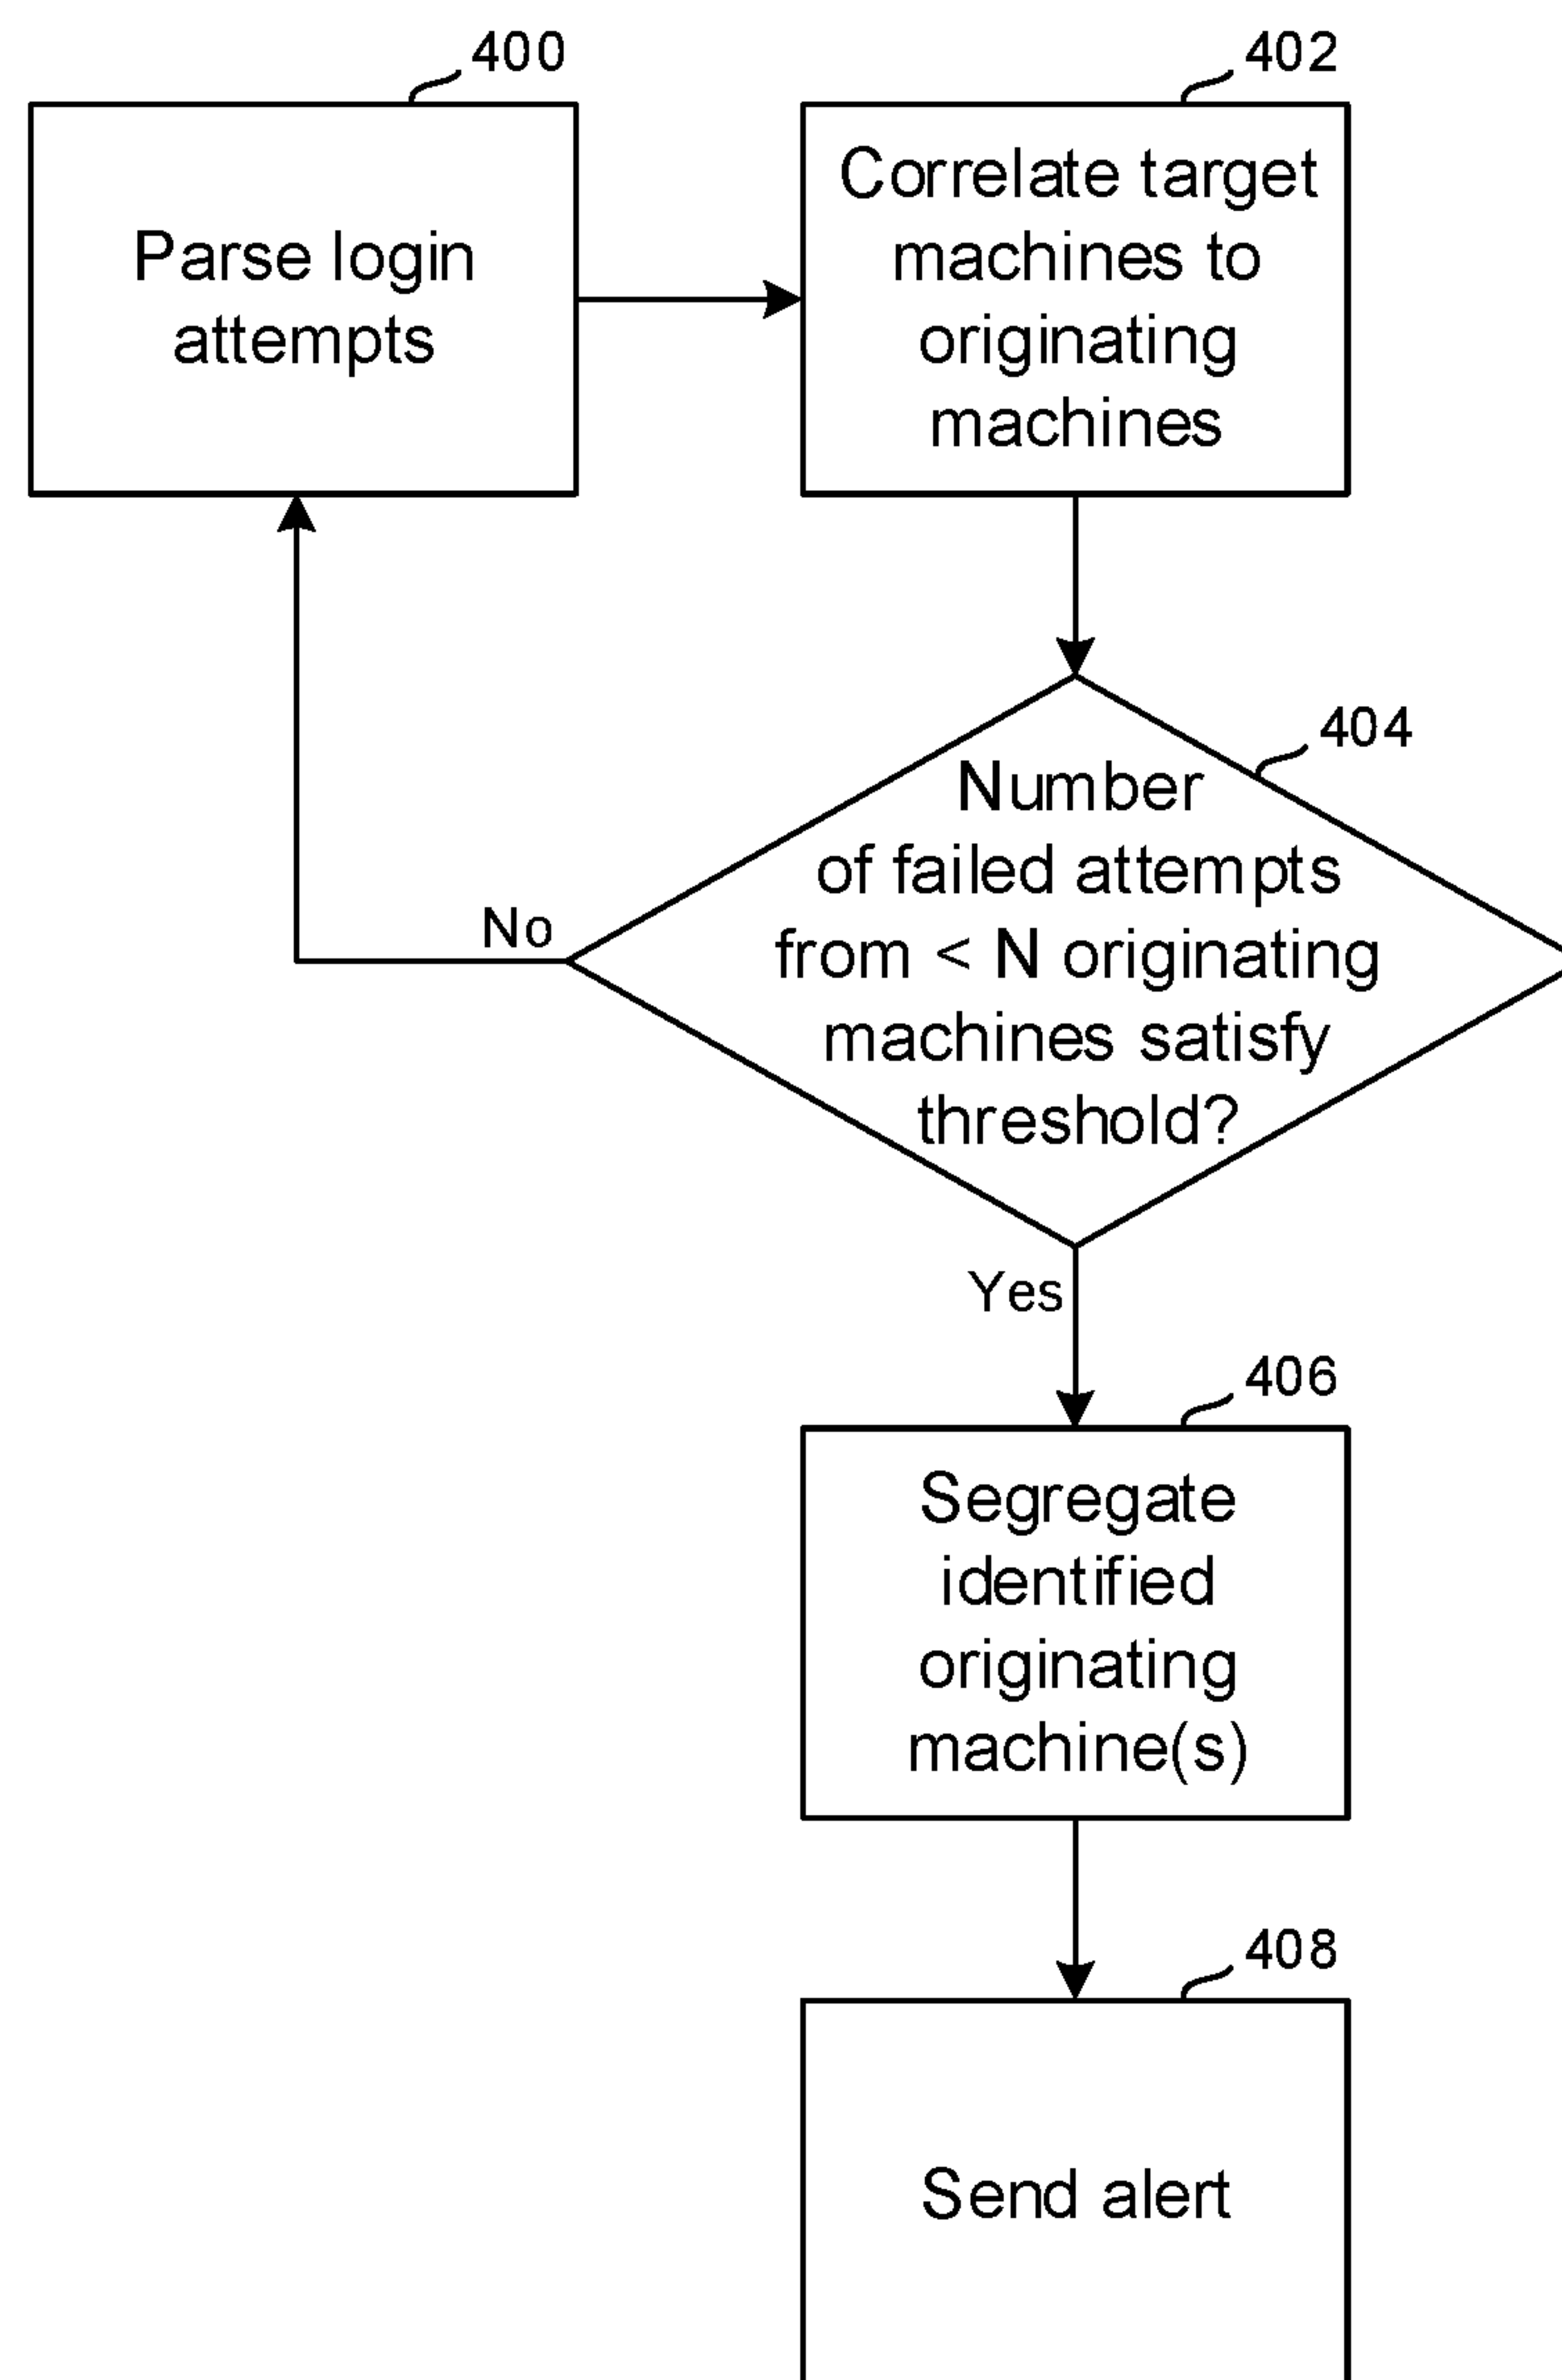 400
Parse login
attempts
402
Correlate target
machines to
originating
machines
404
Number
of failed attempts
from < N originating
machines satisfy
threshold?
No
Yes
406
Segregate
identified
originating
machine(s)
408
Send alert